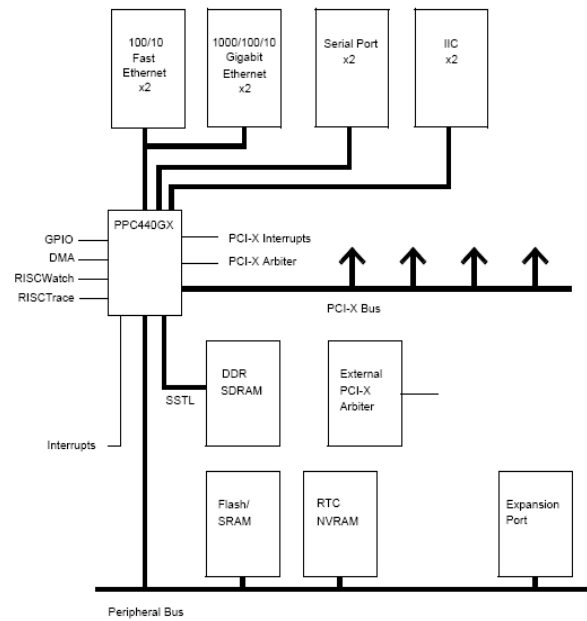 100/10
Fast
Ethernet
x2
1000/100/10
Gigabit
Ethernet
x2
Serial Port
x2
IIC
x2
PPC440GX
GPIO
DMA
RISCWatch
RISCTrace
PCI-X Interrupts
PCI-X Arbiter
PCI-X Bus
DDR
SDRAM
SSTL
External
PCI-X
Arbiter
Interrupts
Flash/
SRAM
RTC
NVRAM
Expansion
Port
Peripheral Bus